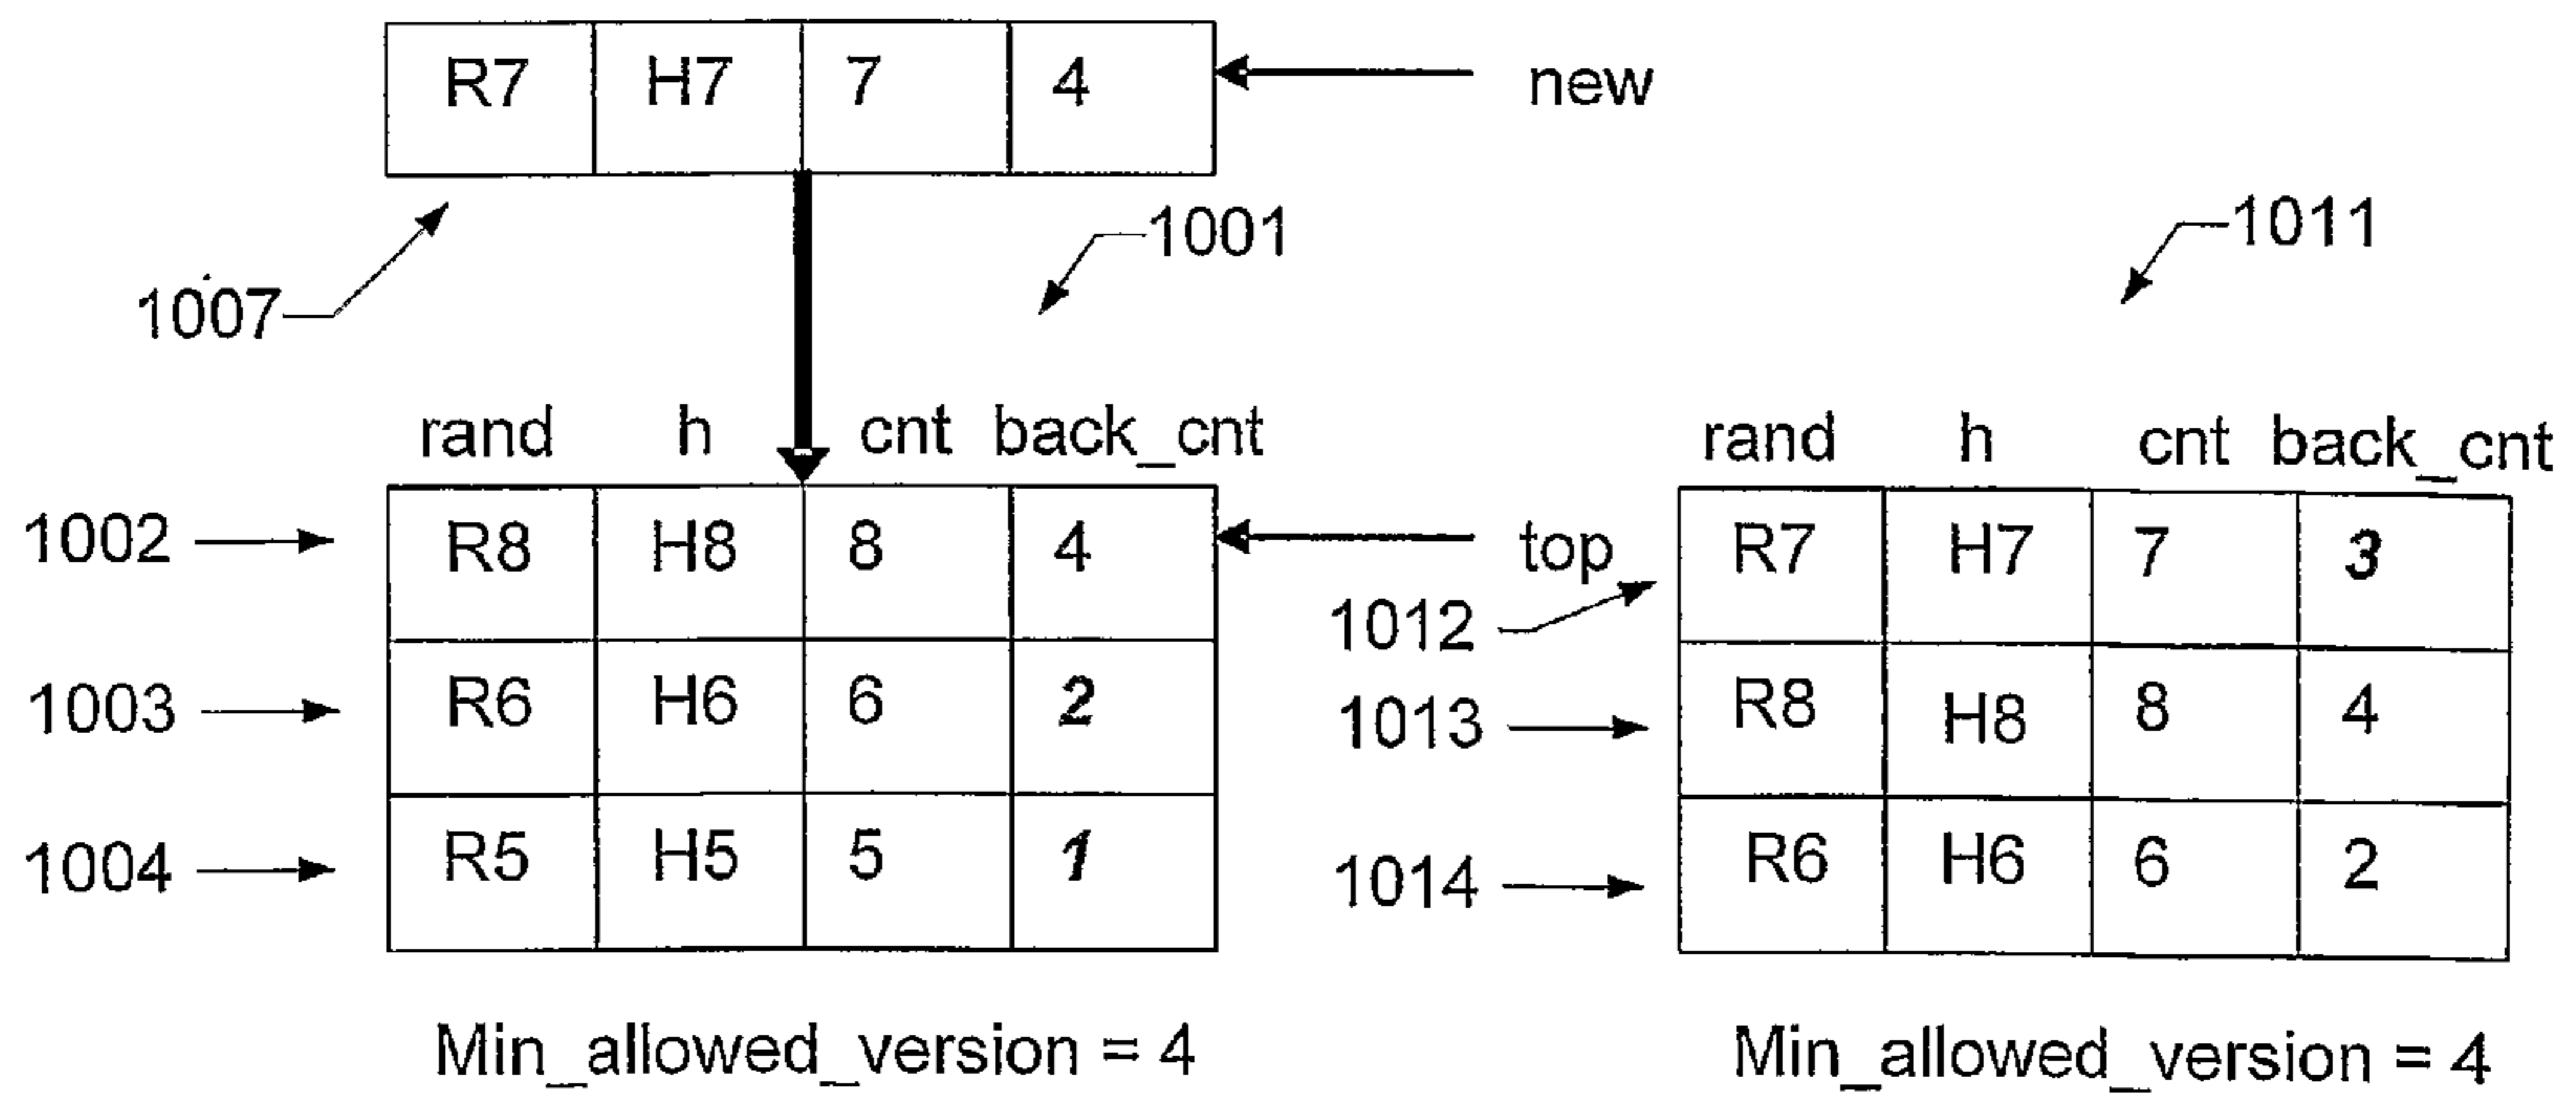 R7 H7 7 4 new
1001
1011
1007
rand h cnt back_cnt
rand h cnt back_cnt
1002 R8 H8 8 4 top
1012 R7 H7 7 3
1003 R6 H6 6 2
1013 R8 H8 8 4
1004 R5 H5 5 1
1014 R6 H6 6 2
Min_allowed_version = 4
Min_allowed_version = 4